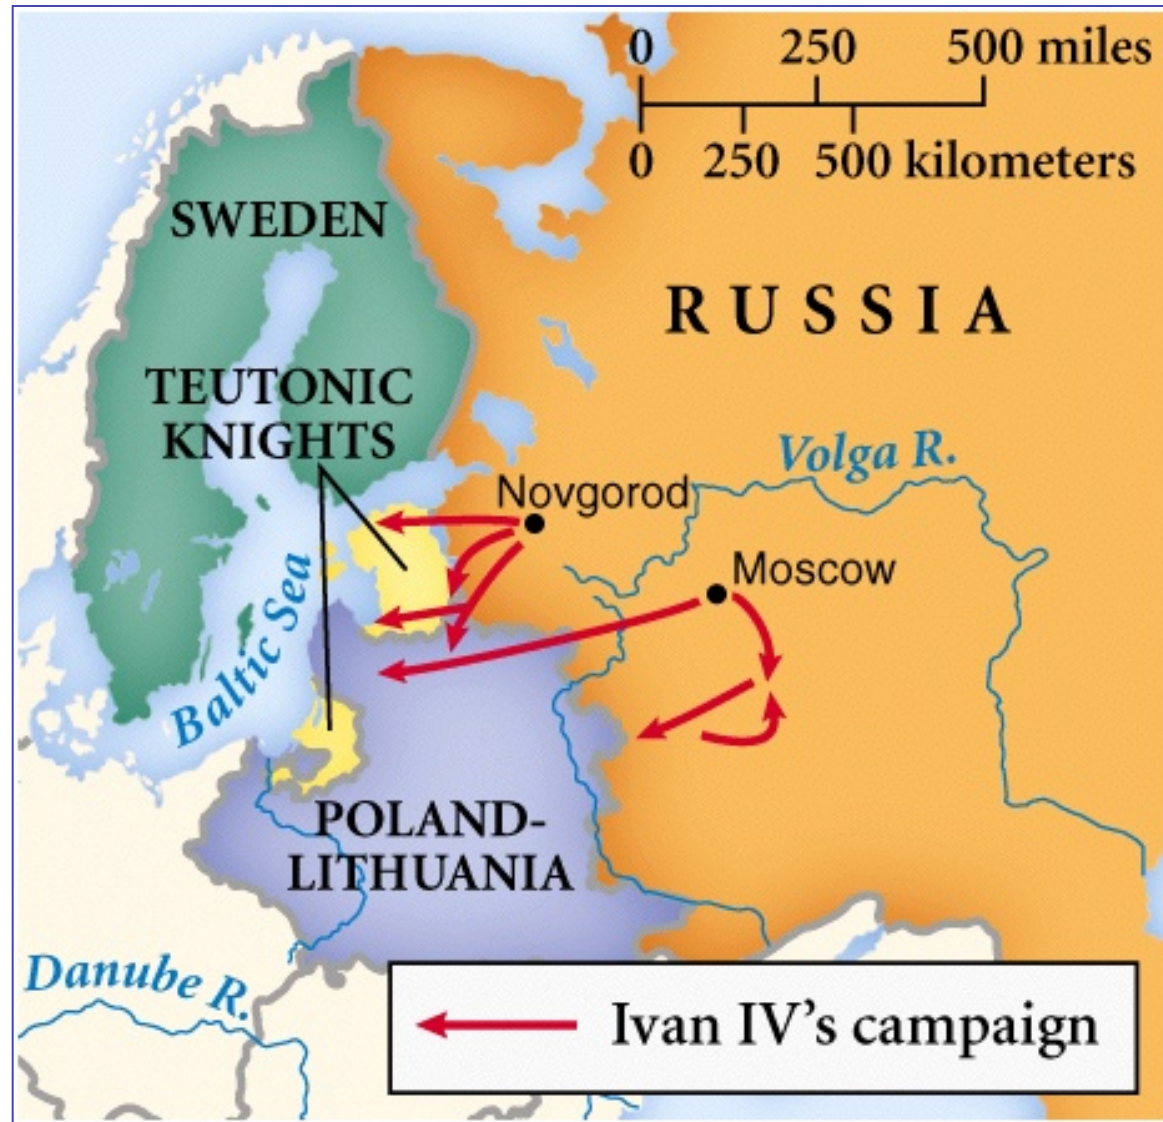 0 250 500 miles
0 250 500 kilometers
SWEDEN
RUSSIA
TEUTONIC
KNIGHTS
Volga R.
Novgorod
Moscow
Baltic Sea
POLAND-
LITHUANIA
Danube R.
Ivan IV's campaign